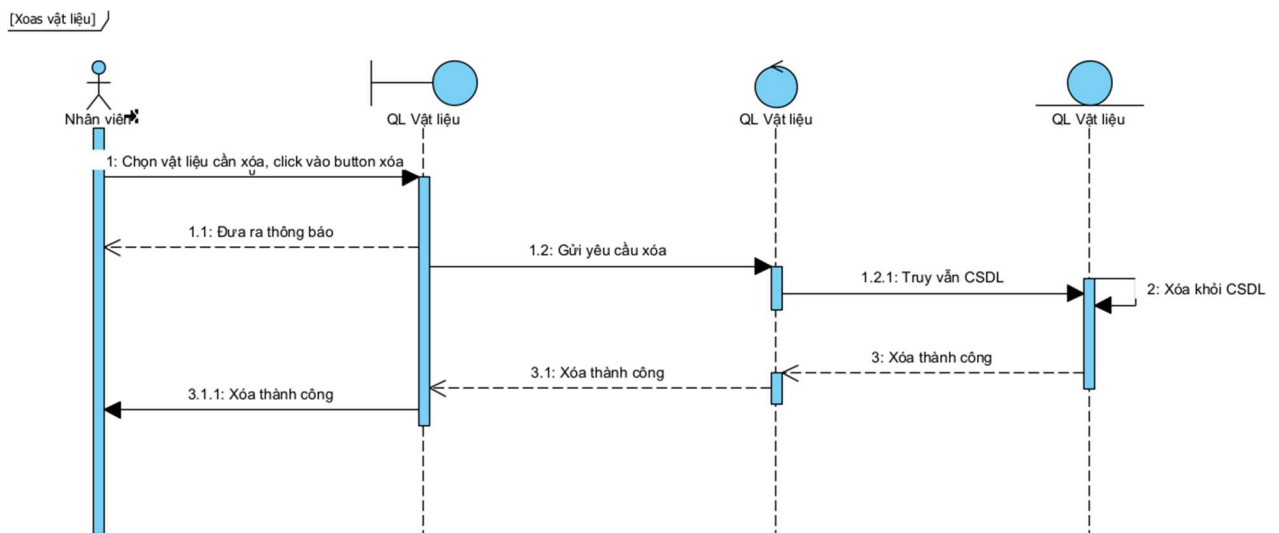 [Xoas vật liệu]
Nhân viên
QL Vật liệu
QL Vật liệu
QL Vật liệu
1: Chọn vật liệu cần xóa, click vào button xóa
1.1: Đưa ra thông báo
1.2: Gửi yêu cầu xóa
1.2.1: Truy vẫn CSDL
2: Xóa khỏi CSDL
3: Xóa thành công
3.1: Xóa thành công
3.1.1: Xóa thành công